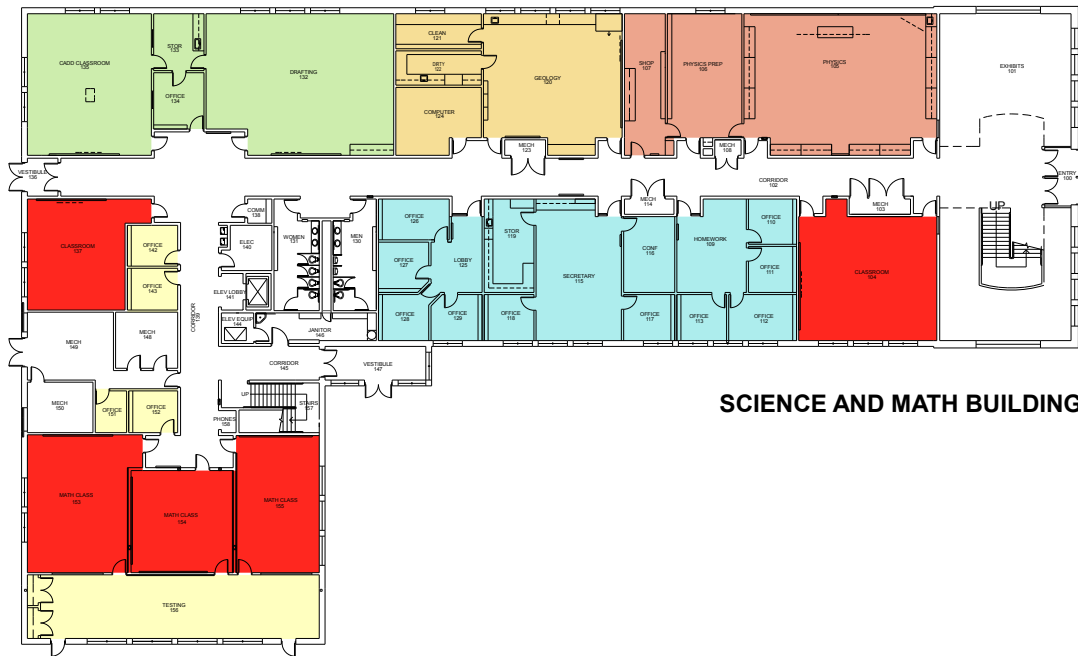 CADD CLASSROOM
135
STOR
133
OFFICE
134
DRAFTING
132
CLEAN
121
DIRTY
122
COMPUTER
124
GEOLOGY
120
MECH
123
SHOP
107
PHYSICS PREP
106
MECH
108
PHYSICS
105
EXHIBITS
101
VESTIBULE
136
CORRIDOR
102
ENTRY
100
MECH
114
MECH
103
UP
CLASSROOM
137
OFFICE
142
OFFICE
143
COMM
138
ELEC
140
ELEV LOBBY
141
ELEV EQUIP
144
WOMEN
131
MEN
130
JANITOR
146
CORRIDOR
139
OFFICE
126
OFFICE
127
OFFICE
128
LOBBY
125
OFFICE
129
STOR
119
OFFICE
118
SECRETARY
115
CONF
116
OFFICE
117
HOMEWORK
109
OFFICE
110
OFFICE
111
OFFICE
113
OFFICE
112
CLASSROOM
104
MECH
149
MECH
148
MECH
150
OFFICE
151
OFFICE
152
CORRIDOR
145
VESTIBULE
147
UP
STAIRS
157
PHONES
158
SCIENCE AND MATH BUILDING
MATH CLASS
153
MATH CLASS
154
MATH CLASS
155
TESTING
156